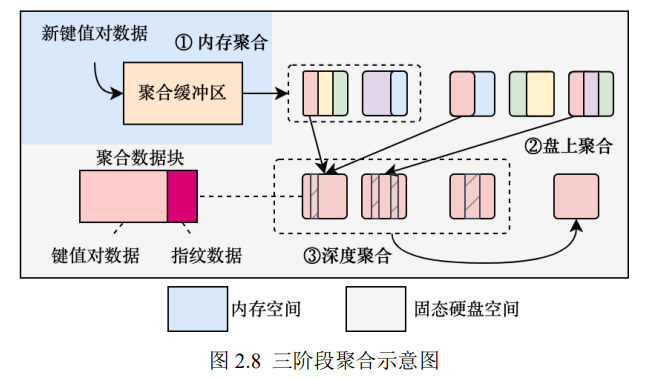 新键值对数据
① 内存聚合
聚合缓冲区
②盘上聚合
聚合数据块
键值对数据
指纹数据
③深度聚合
内存空间
固态硬盘空间
图 2.8 三阶段聚合示意图